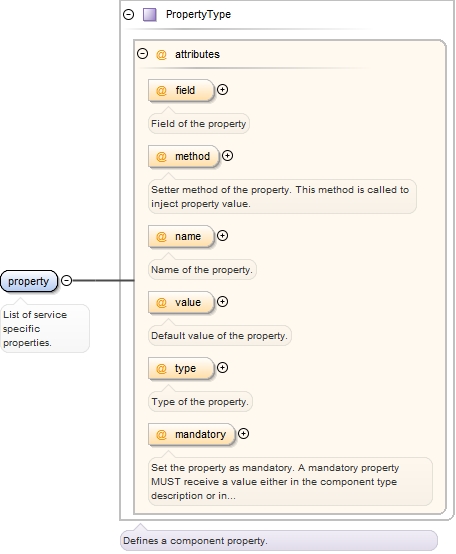 PropertyType
@ attributes
@ field
Field of the property
@ method
Setter method of the property. This method is called to
inject property value.
@ name
Name of the property.
property
List of service
specific
properties.
@ value
Default value of the property.
@ type
Type of the property.
@ mandatory
Set the property as mandatory. A mandatory property
MUST receive a value either in the component type
description or in...
Defines a component property.